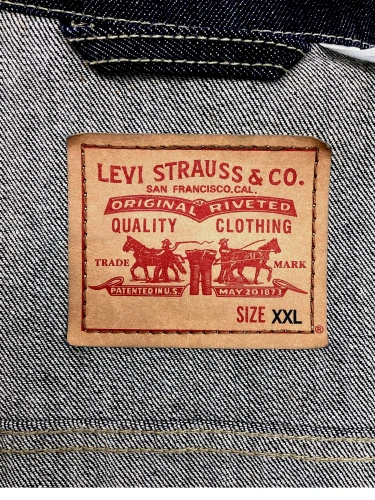 LEVI STRAUSS & CO.
SAN FRANCISCO, CAL.
ORIGINAL RIVETED
QUALITY CLOTHING
TRADE MARK
PATENTED IN U.S. MAY 20 1873
SIZE XXL
®